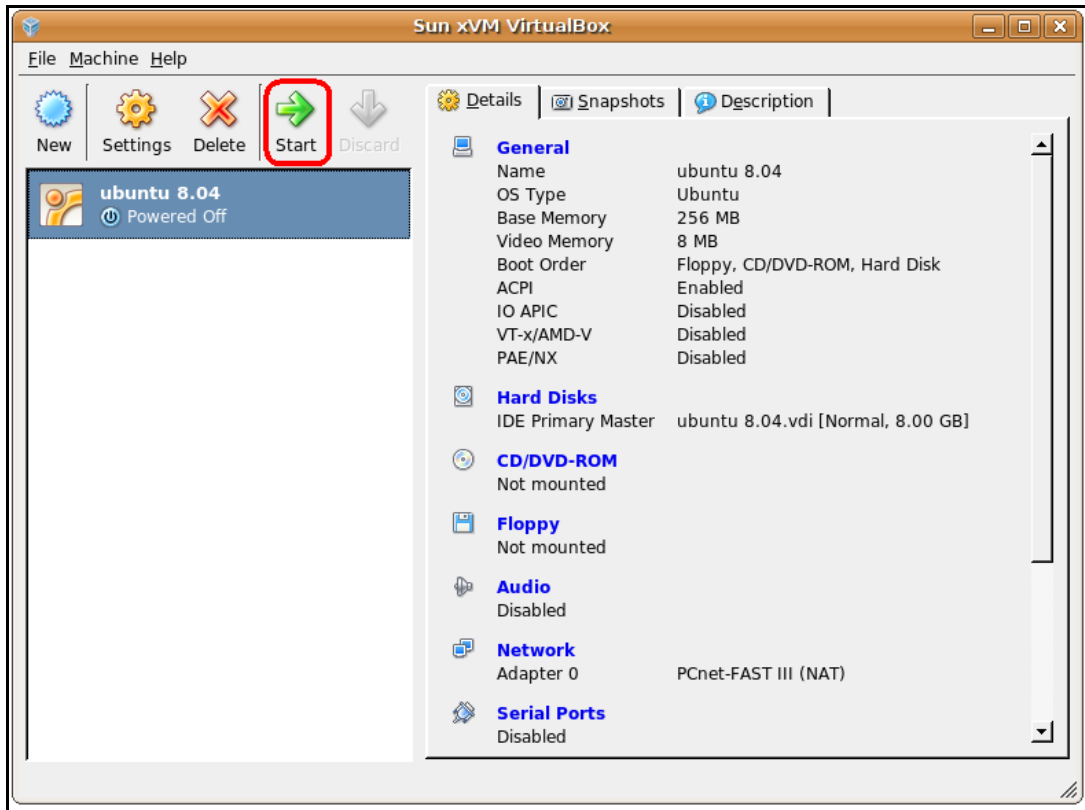 Sun xVM VirtualBox
File Machine Help
New Settings Delete Start Discard
ubuntu 8.04
Powered Off
Details Snapshots Description
General
Name ubuntu 8.04
OS Type Ubuntu
Base Memory 256 MB
Video Memory 8 MB
Boot Order Floppy, CD/DVD-ROM, Hard Disk
ACPI Enabled
IO APIC Disabled
VT-x/AMD-V Disabled
PAE/NX Disabled
Hard Disks
IDE Primary Master ubuntu 8.04.vdi [Normal, 8.00 GB]
CD/DVD-ROM
Not mounted
Floppy
Not mounted
Audio
Disabled
Network
Adapter 0 PCnet-FAST III (NAT)
Serial Ports
Disabled